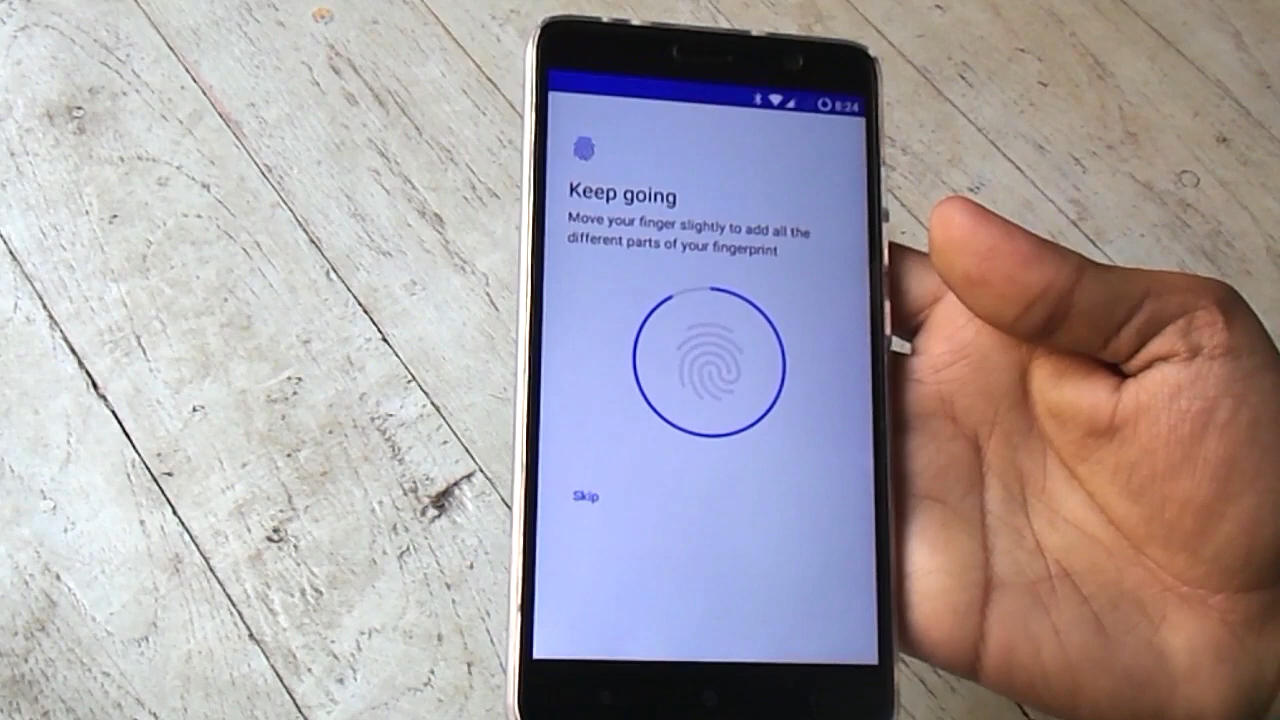 8:24
Keep going
Move your finger slightly to add all the
different parts of your fingerprint
Skip